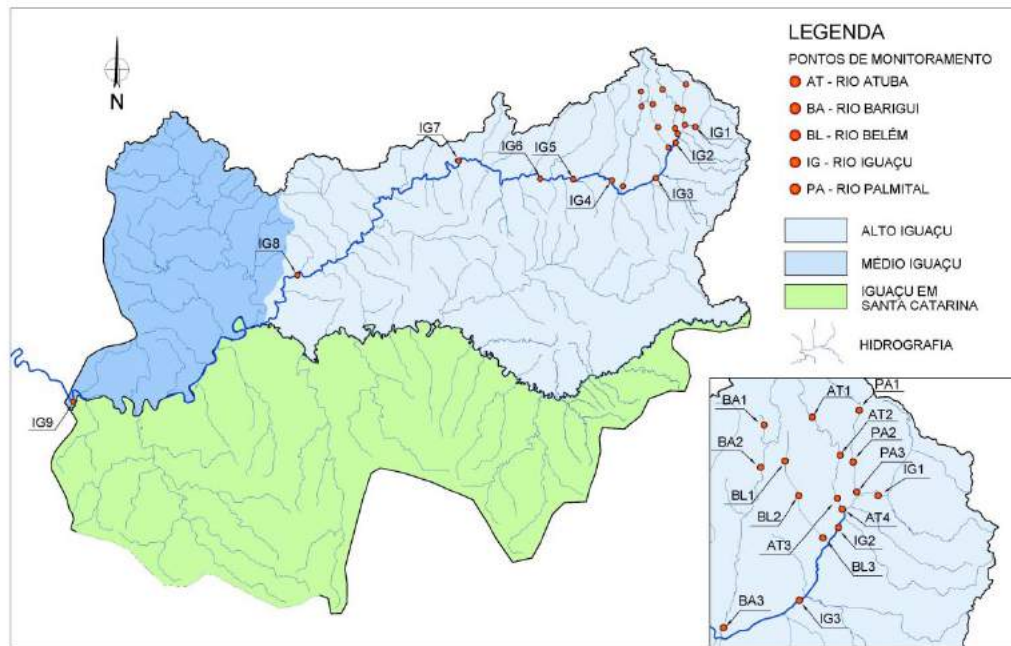 LEGENDA
PONTOS DE MONITORAMENTO
AT - RIO ATUBA
BA - RIO BARIGUI
BL - RIO BELÉM
IG - RIO IGUAÇU
PA - RIO PALMITAL
ALTO IGUAÇU
MÉDIO IGUAÇU
IGUAÇU EM
SANTA CATARINA
HIDROGRAFIA
N
IG7
IG6
IG5
IG1
IG2
IG4
IG3
IG8
IG9
PA1
AT1
BA1
AT2
PA2
BA2
PA3
IG1
BL1
BL2
AT4
AT3
IG2
BL3
BA3
IG3